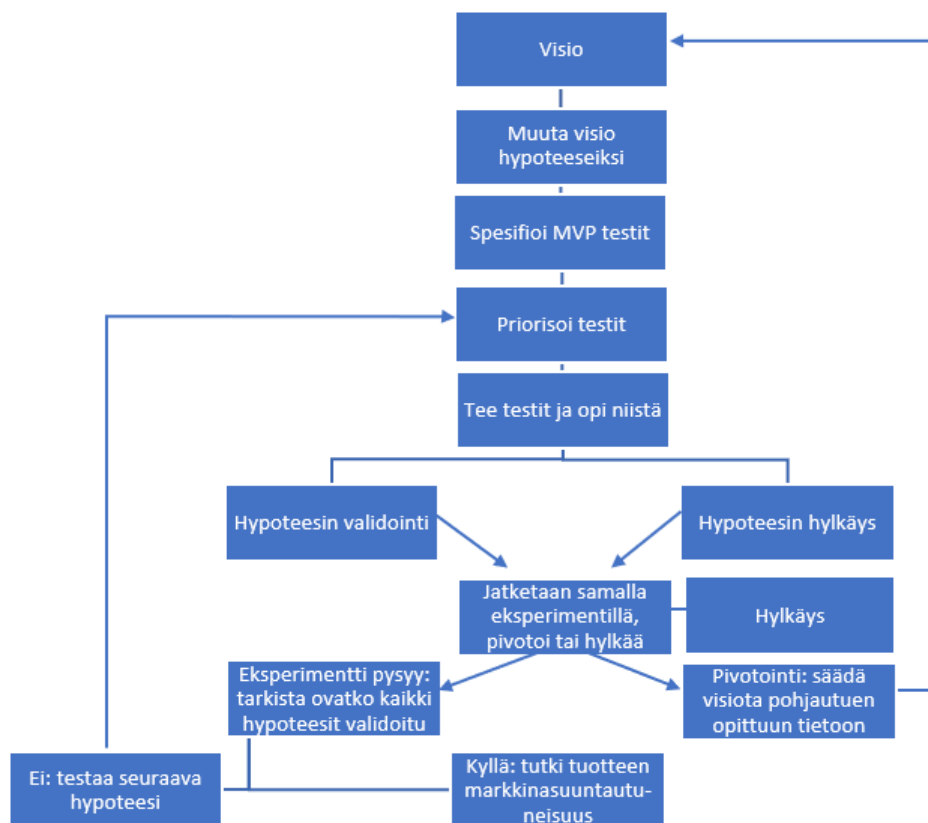 Visio
Muuta visio
hypoteeseiksi
Spesifioi MVP testit
Priorisoi testit
Tee testit ja opi niistä
Hypoteesin validointi
Hypoteesin hylkäys
Jatketaan samalla
eksperimentillä,
pivotoi tai hylkää
Hylkäys
Eksperimentti pysyy:
tarkista ovatko kaikki
hypoteesit validoitu
Pivotointi: säädä
visiota pohjautuen
opittuun tietoon
Ei: testaa seuraava
hypoteesi
Kyllä: tutki tuotteen
markkinasuuntautu-
neisuus